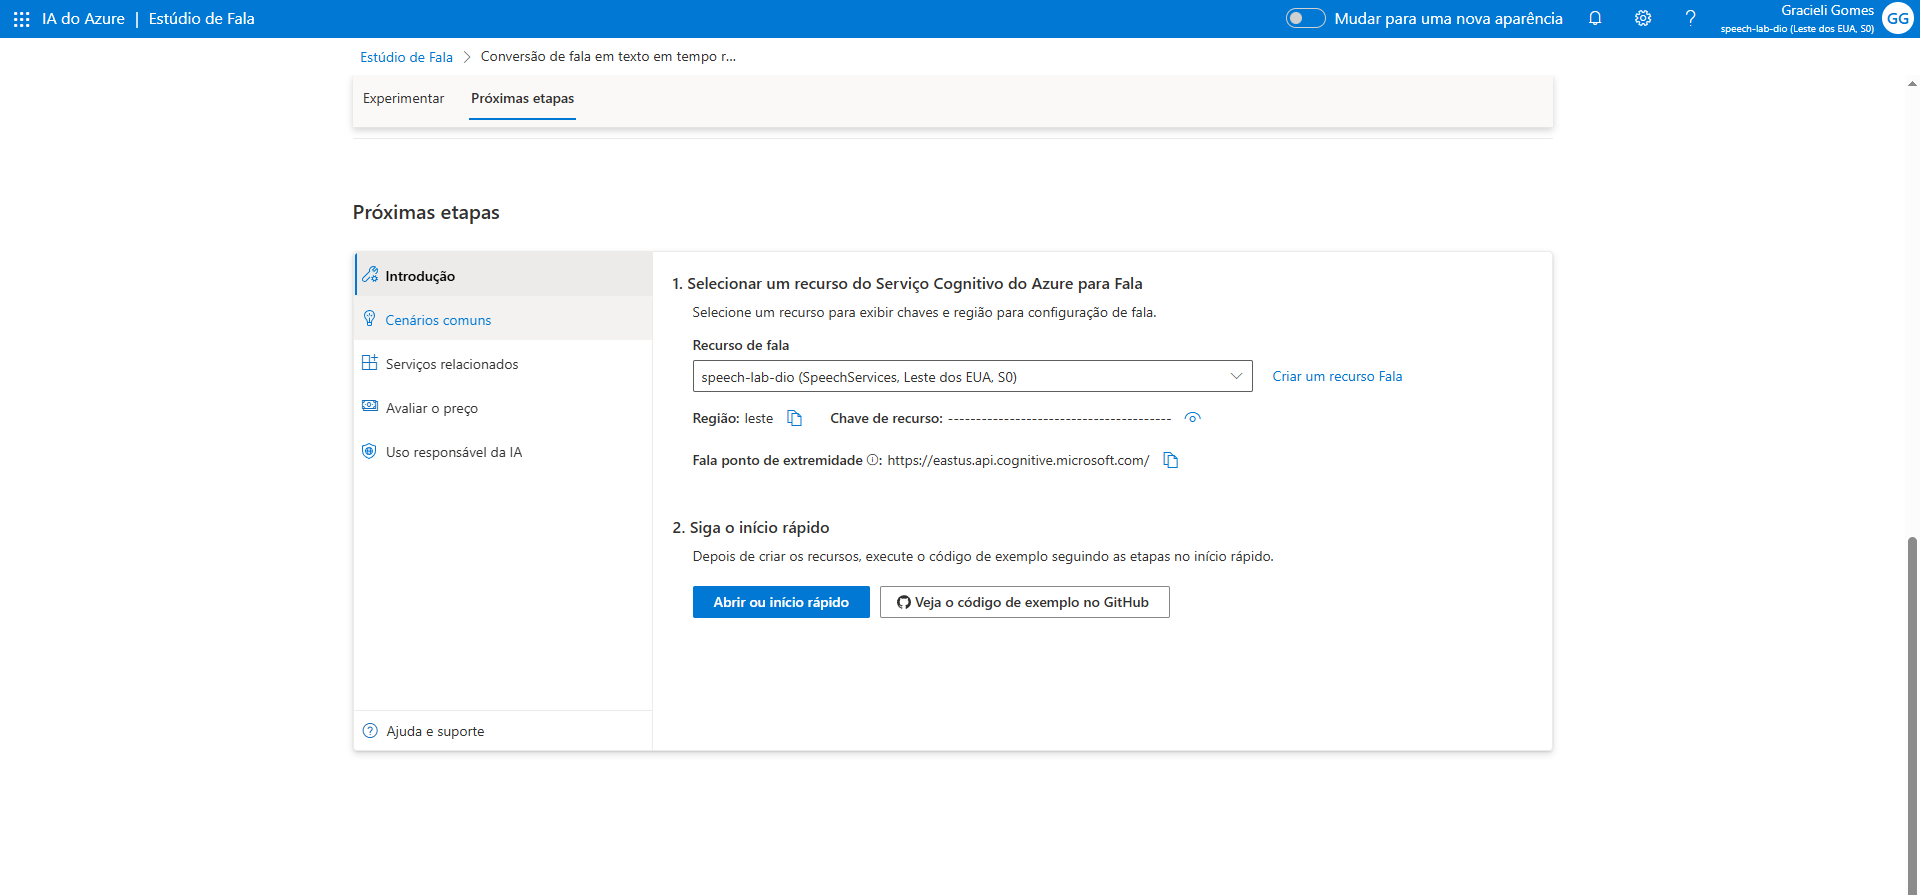 IA do Azure | Estúdio de Fala
Mudar para uma nova aparência
Gracieli Gomes
speech-lab-dio (Leste dos EUA, S0)
GG
Estúdio de Fala > Conversão de fala em texto em tempo r...
Experimentar
Próximas etapas
Próximas etapas
Introdução
Cenários comuns
Serviços relacionados
Avaliar o preço
Uso responsável da IA
Ajuda e suporte
1. Selecionar um recurso do Serviço Cognitivo do Azure para Fala
Selecione um recurso para exibir chaves e região para configuração de fala.
Recurso de fala
speech-lab-dio (SpeechServices, Leste dos EUA, S0)
Criar um recurso Fala
Região: leste
Chave de recurso: ----------------------------------------
Fala ponto de extremidade : https://eastus.api.cognitive.microsoft.com/
2. Siga o início rápido
Depois de criar os recursos, execute o código de exemplo seguindo as etapas no início rápido.
Abrir ou início rápido
Veja o código de exemplo no GitHub